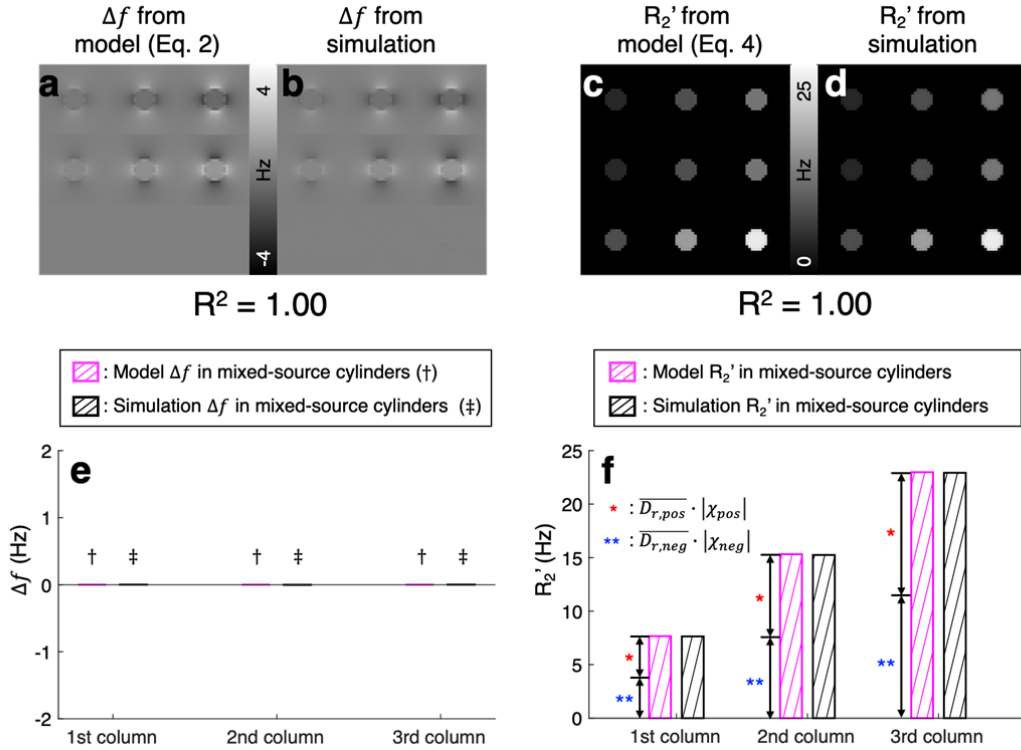 Δf from
model (Eq. 2)
Δf from
simulation
R₂' from
model (Eq. 4)
R₂' from
simulation
a
b
4
Hz
-4
c
d
25
Hz
0
R² = 1.00
R² = 1.00
: Model Δf in mixed-source cylinders (†)
: Simulation Δf in mixed-source cylinders (‡)
: Model R₂' in mixed-source cylinders
: Simulation R₂' in mixed-source cylinders
e
Δf (Hz)
2
1
0
-1
-2
† ‡ † ‡ † ‡
1st column 2nd column 3rd column
f
R₂' (Hz)
25
20
15
10
5
0
* : D̅r,pos · |χpos|
** : D̅r,neg · |χneg|
*
**
*
**
*
**
1st column 2nd column 3rd column